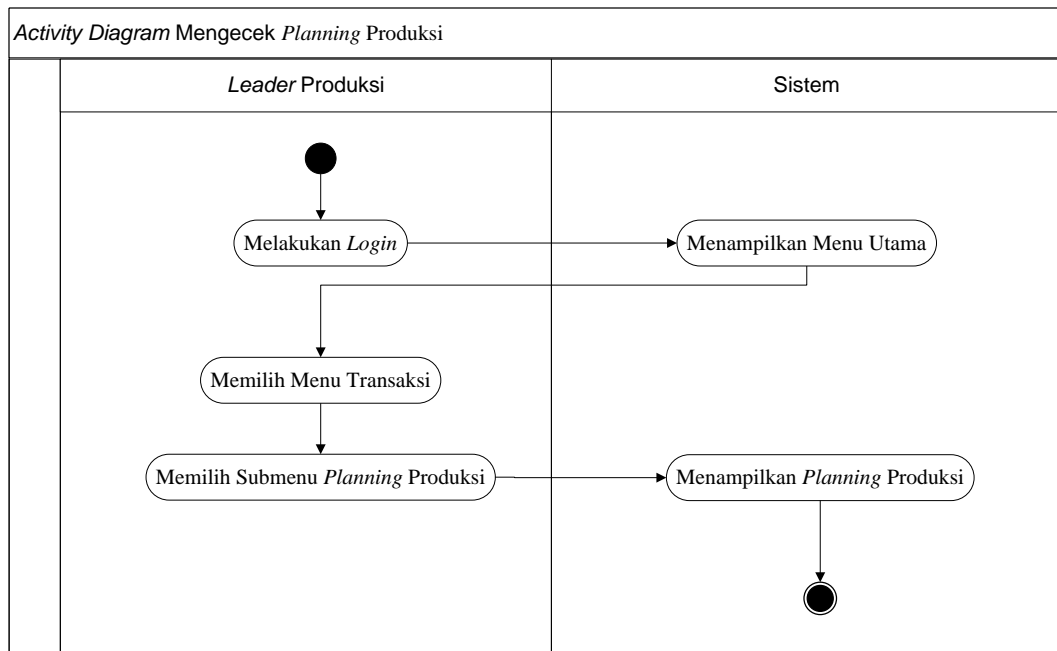 Activity Diagram Mengecek Planning Produksi
Leader Produksi
Sistem
Melakukan Login
Menampilkan Menu Utama
Memilih Menu Transaksi
Memilih Submenu Planning Produksi
Menampilkan Planning Produksi